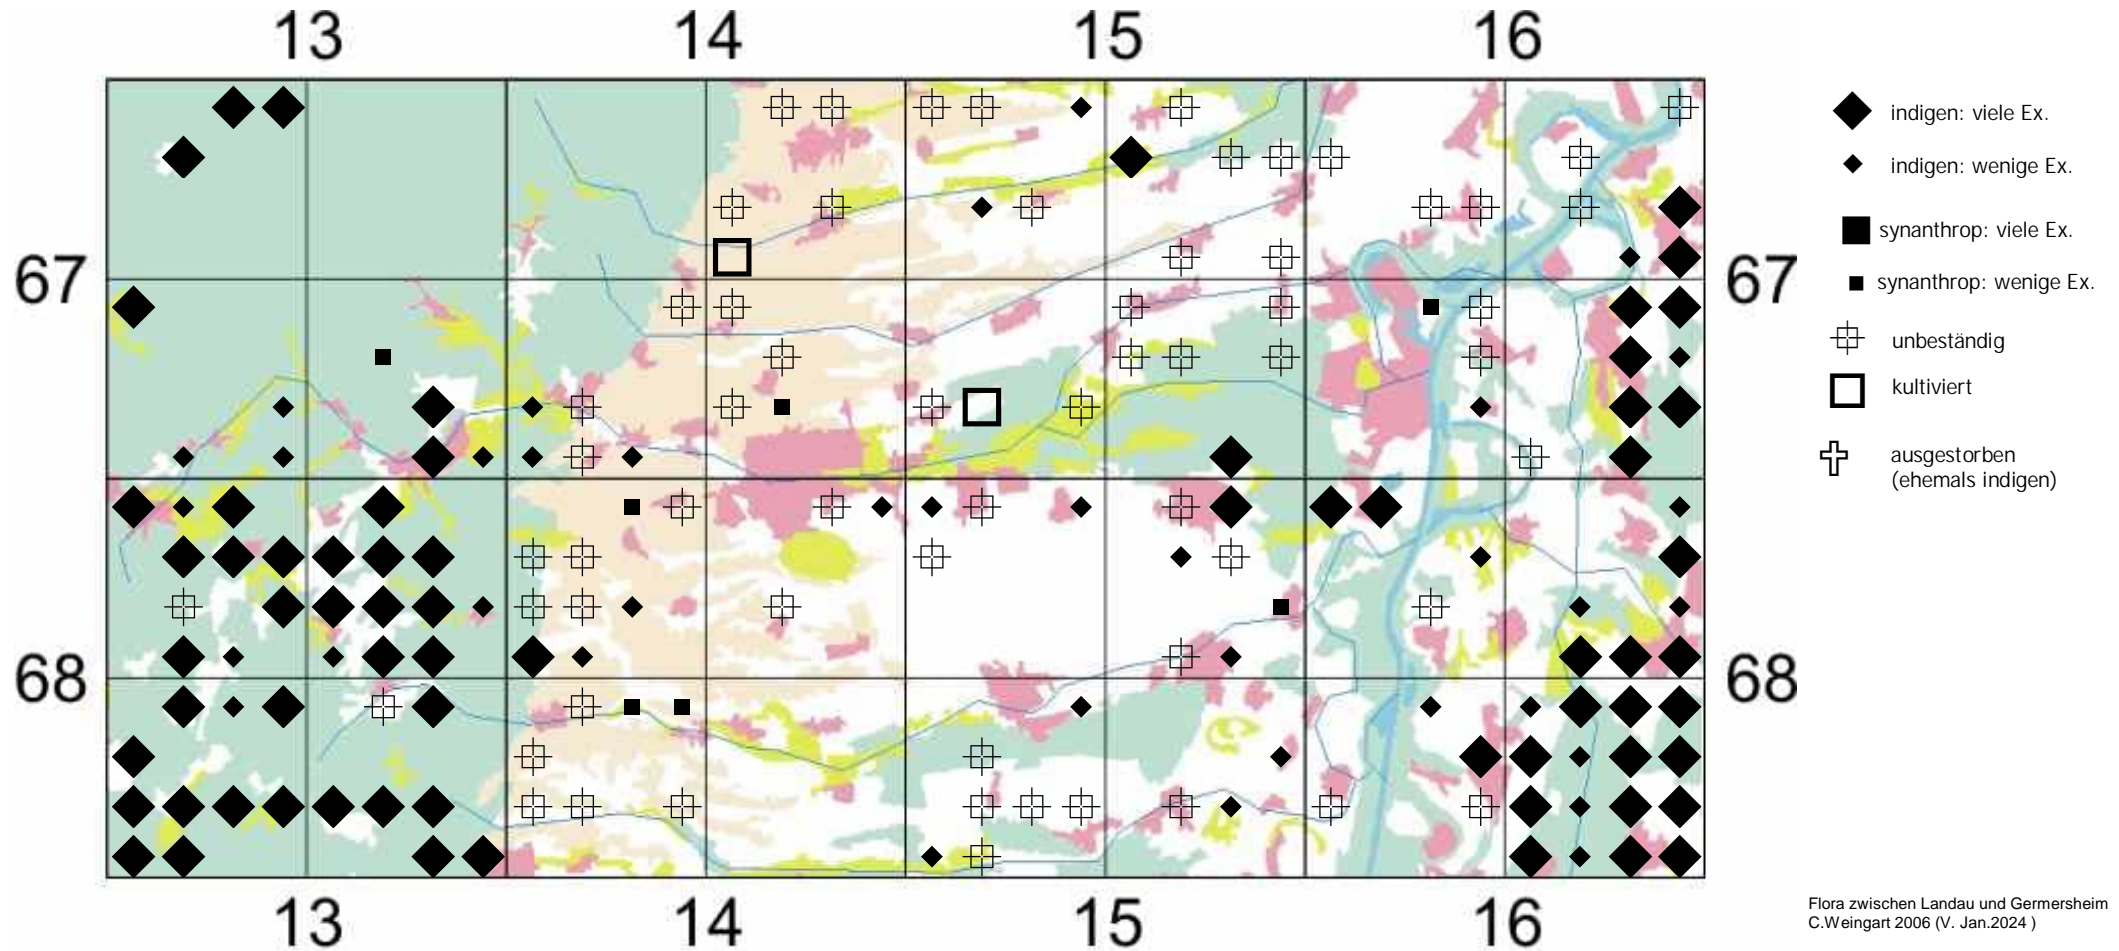 13 14 15 16
indigen: viele Ex.
indigen: wenige Ex.
synanthrop: viele Ex.
67 67
synanthrop: wenige Ex.
unbeständig
kultiviert
ausgestorben
(ehemals indigen)
68 68
13 14 15 16
Flora zwischen Landau und Germersheim
C.Weingart 2006 (V. Jan.2024 )